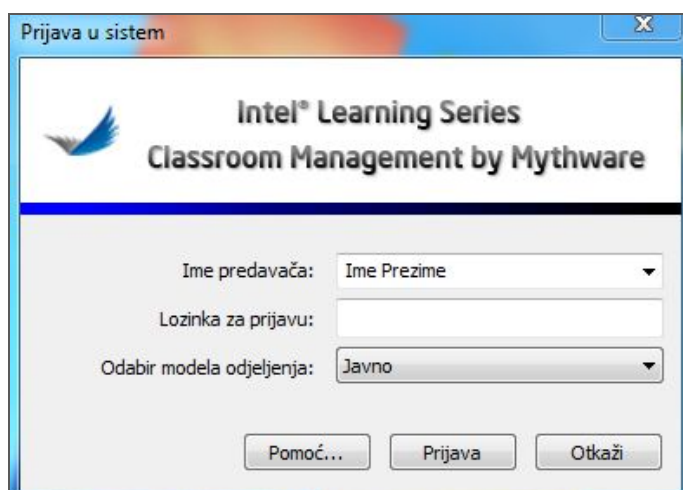 Prijava u sistem
Intel® Learning Series
Classroom Management by Mythware
Ime predavača: Ime Prezime
Lozinka za prijavu:
Odabir modela odjeljenja: Javno
Pomoć... Prijava Otkaži